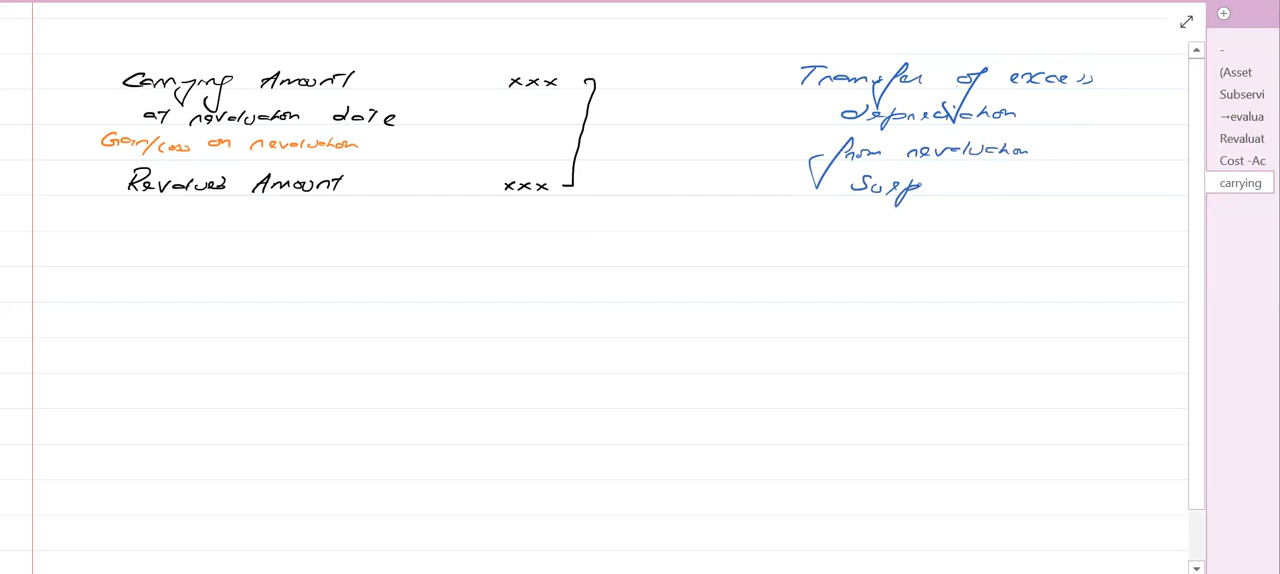 Carrying Amount xxx
at revaluation date
Gain/Loss on revaluation
Revalued Amount xxx
Transfer of excess
depreciation
from revaluation
Surp
-
(Asset
Subservi
→evalua
Revaluat
Cost -Ac
carrying